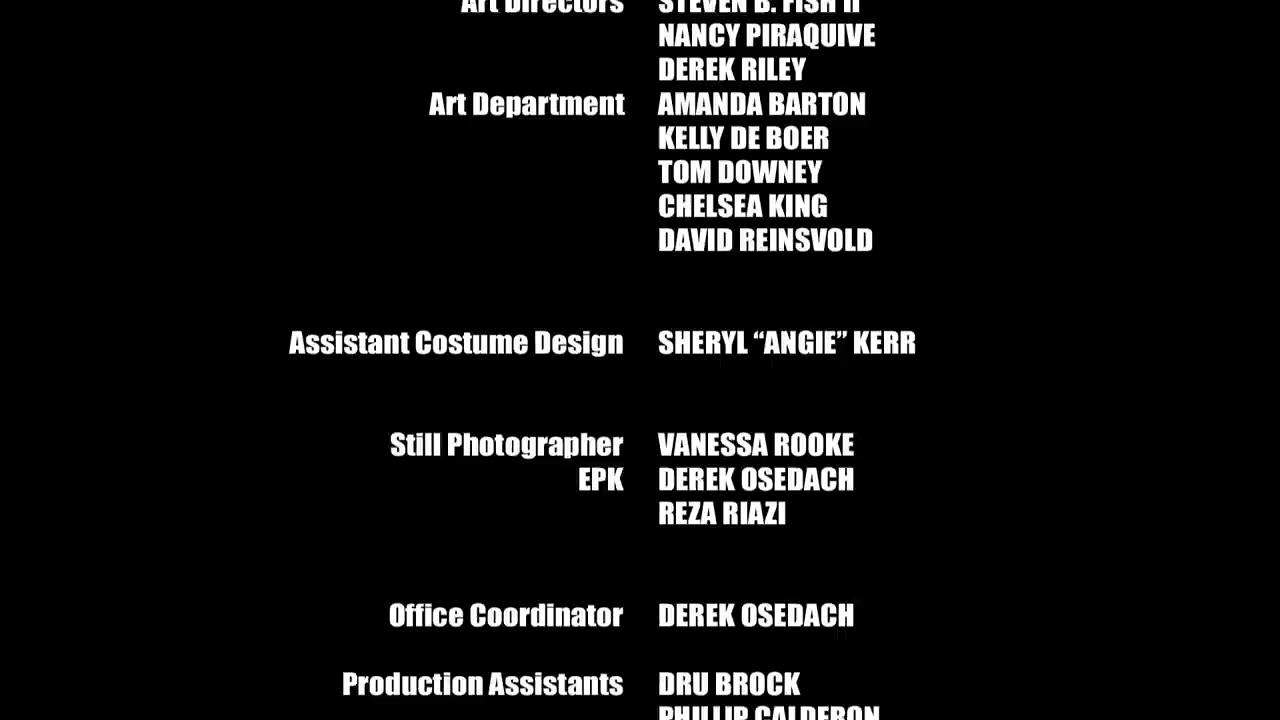 Art Directors STEVEN B. FISH II
NANCY PIRAQUIVE
DEREK RILEY
Art Department AMANDA BARTON
KELLY DE BOER
TOM DOWNEY
CHELSEA KING
DAVID REINSVOLD
Assistant Costume Design SHERYL “ANGIE” KERR
Still Photographer VANESSA ROOKE
EPK DEREK OSEDACH
REZA RIAZI
Office Coordinator DEREK OSEDACH
Production Assistants DRU BROCK
PHILLIP CALDERON